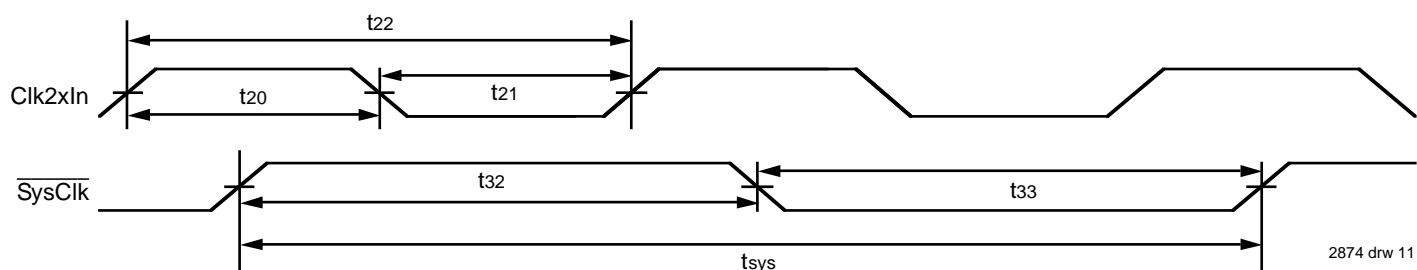 t22
Clk2xIn
t20
t21
SysClk
t32
t33
tsys
2874 drw 11